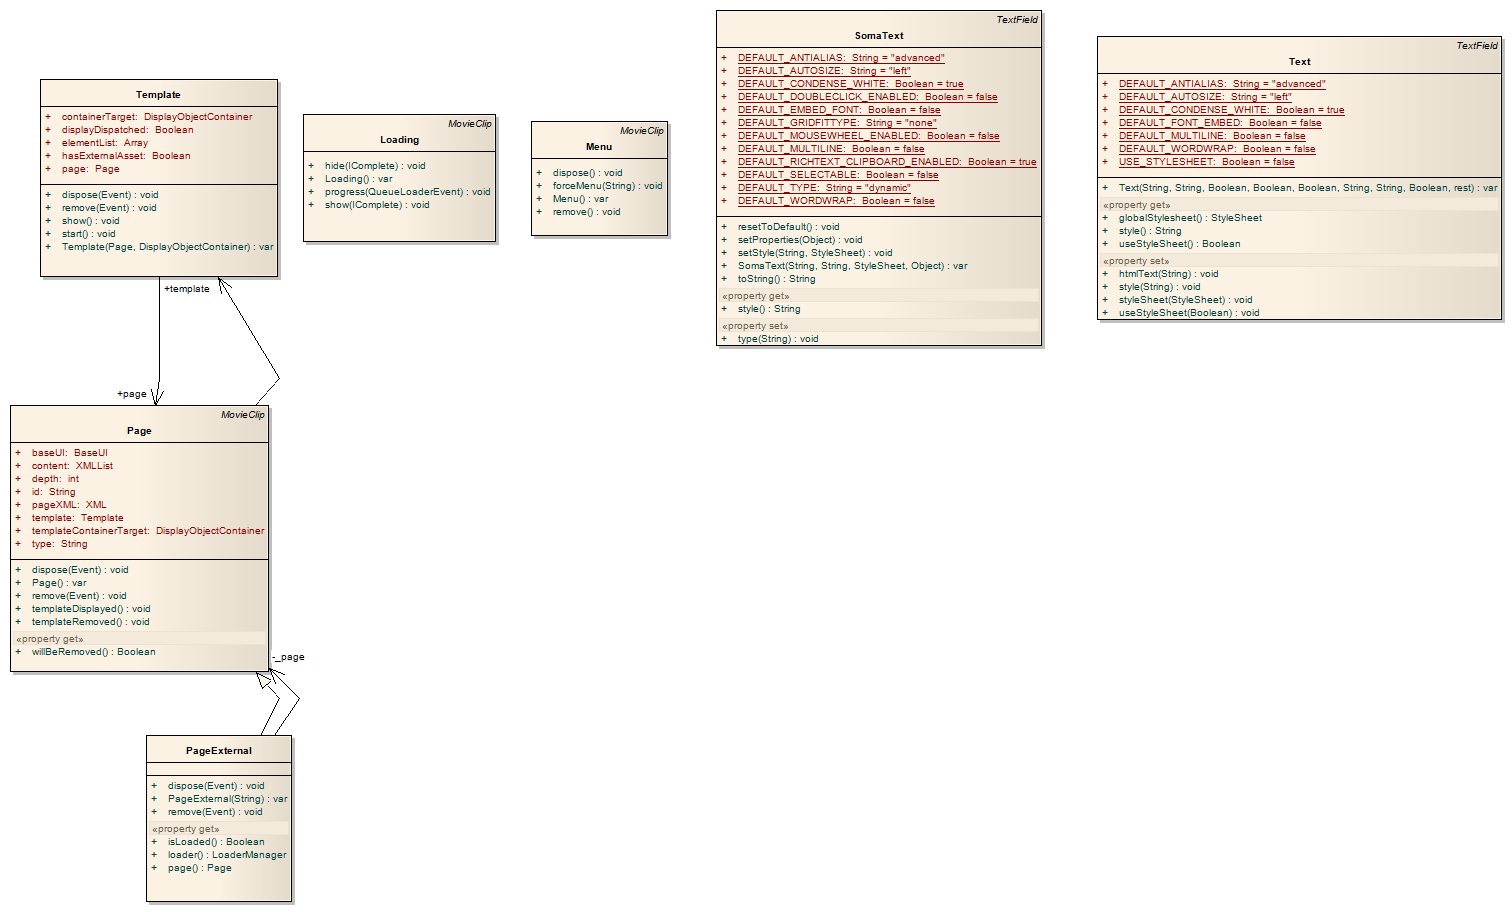 Template
+ containerTarget: DisplayObjectContainer
+ displayDispatched: Boolean
+ elementList: Array
+ hasExternalAsset: Boolean
+ page: Page
+ dispose(Event) : void
+ remove(Event) : void
+ show() : void
+ start() : void
+ Template(Page, DisplayObjectContainer) : var
+template
+page
MovieClip
Loading
+ hide(IComplete) : void
+ Loading() : var
+ progress(QueueLoaderEvent) : void
+ show(IComplete) : void
MovieClip
Menu
+ dispose() : void
+ forceMenu(String) : void
+ Menu() : var
+ remove() : void
TextField
SomaText
+ DEFAULT_ANTIALIAS: String = "advanced"
+ DEFAULT_AUTOSIZE: String = "left"
+ DEFAULT_CONDENSE_WHITE: Boolean = true
+ DEFAULT_DOUBLECLICK_ENABLED: Boolean = false
+ DEFAULT_EMBED_FONT: Boolean = false
+ DEFAULT_GRIDFITTYPE: String = "none"
+ DEFAULT_MOUSEWHEEL_ENABLED: Boolean = false
+ DEFAULT_MULTILINE: Boolean = false
+ DEFAULT_RICHTEXT_CLIPBOARD_ENABLED: Boolean = true
+ DEFAULT_SELECTABLE: Boolean = false
+ DEFAULT_TYPE: String = "dynamic"
+ DEFAULT_WORDWRAP: Boolean = false
+ resetToDefault() : void
+ setProperties(Object) : void
+ setStyle(String, StyleSheet) : void
+ SomaText(String, String, StyleSheet, Object) : var
+ toString() : String
«property get»
+ style() : String
«property set»
+ type(String) : void
TextField
Text
+ DEFAULT_ANTIALIAS: String = "advanced"
+ DEFAULT_AUTOSIZE: String = "left"
+ DEFAULT_CONDENSE_WHITE: Boolean = true
+ DEFAULT_FONT_EMBED: Boolean = false
+ DEFAULT_MULTILINE: Boolean = false
+ DEFAULT_WORDWRAP: Boolean = false
+ USE_STYLESHEET: Boolean = false
+ Text(String, String, Boolean, Boolean, Boolean, String, String, Boolean, rest) : var
«property get»
+ globalStylesheet() : StyleSheet
+ style() : String
+ useStyleSheet() : Boolean
«property set»
+ htmlText(String) : void
+ style(String) : void
+ styleSheet(StyleSheet) : void
+ useStyleSheet(Boolean) : void
MovieClip
Page
+ baseUI: BaseUI
+ content: XMLList
+ depth: int
+ id: String
+ pageXML: XML
+ template: Template
+ templateContainerTarget: DisplayObjectContainer
+ type: String
+ dispose(Event) : void
+ Page() : var
+ remove(Event) : void
+ templateDisplayed() : void
+ templateRemoved() : void
«property get»
+ willBeRemoved() : Boolean
-_page
PageExternal
+ dispose(Event) : void
+ PageExternal(String) : var
+ remove(Event) : void
«property get»
+ isLoaded() : Boolean
+ loader() : LoaderManager
+ page() : Page